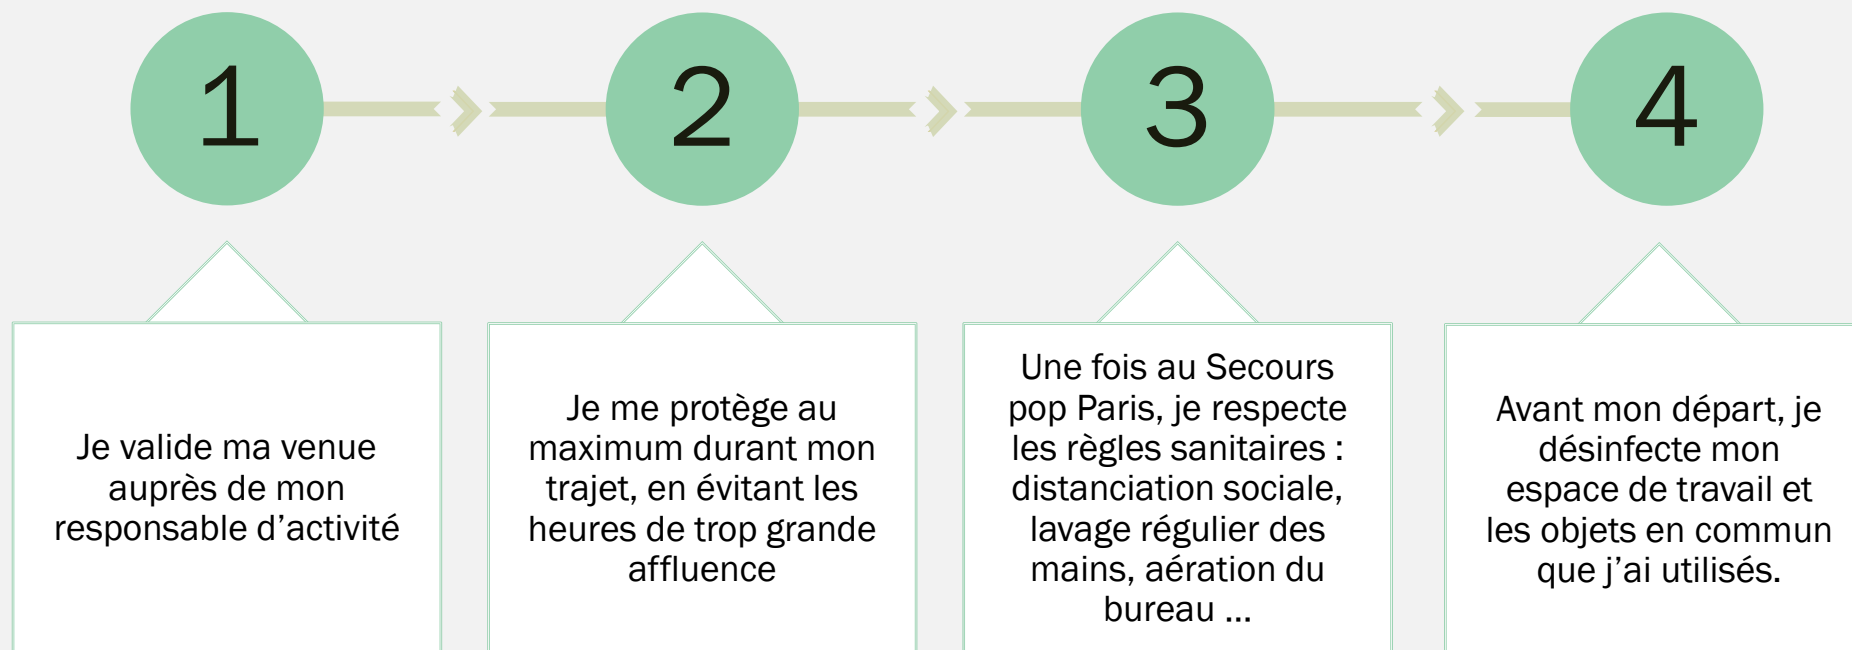 1
2
3
4
Je valide ma venue
auprès de mon
responsable d’activité
Je me protège au
maximum durant mon
trajet, en évitant les
heures de trop grande
affluence
Une fois au Secours
pop Paris, je respecte
les règles sanitaires :
distanciation sociale,
lavage régulier des
mains, aération du
bureau ...
Avant mon départ, je
désinfecte mon
espace de travail et
les objets en commun
que j’ai utilisés.